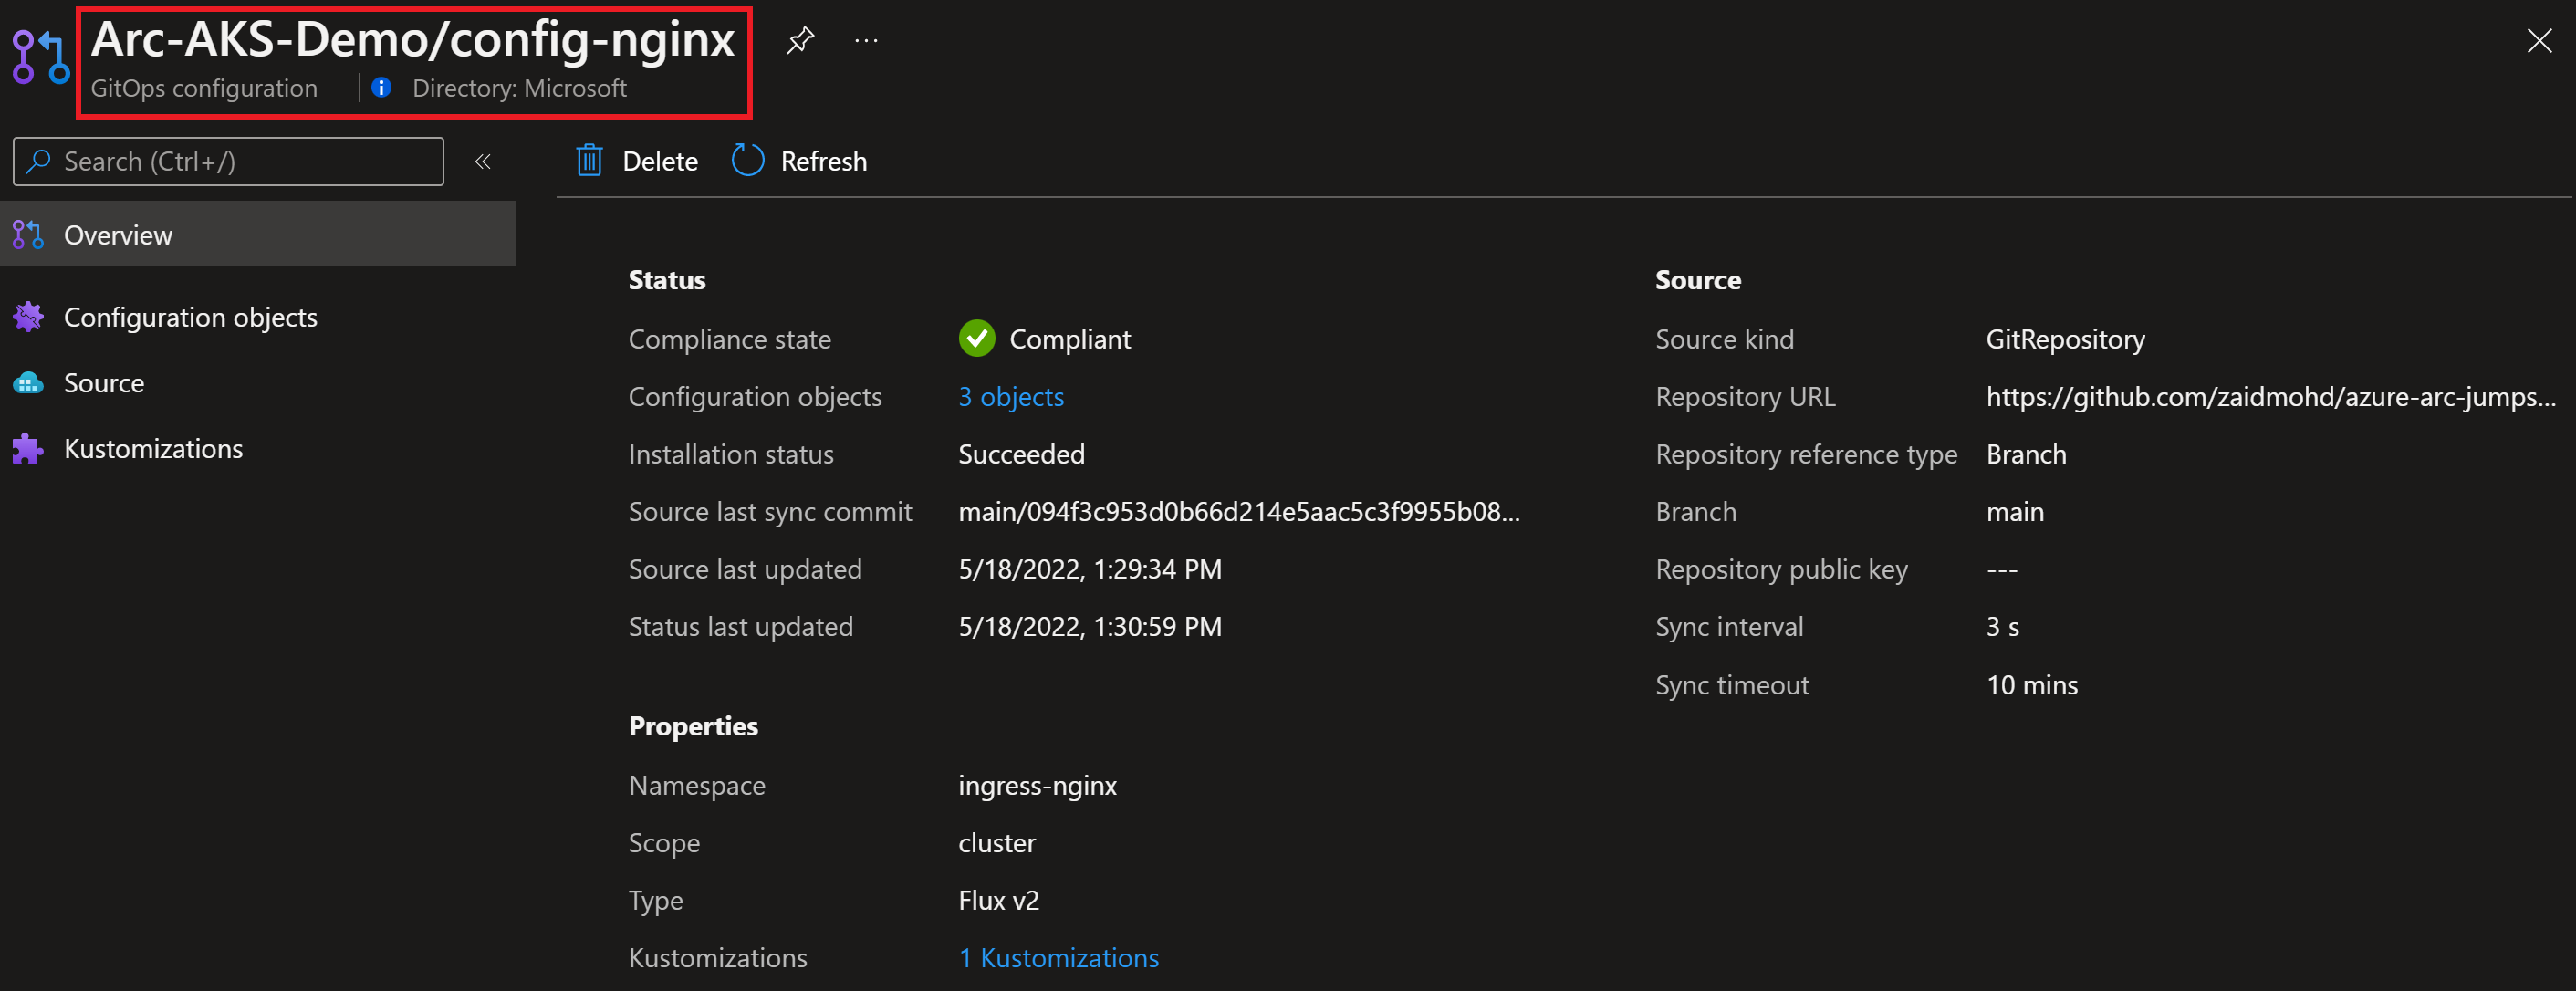 Arc-AKS-Demo/config-nginx
GitOps configuration
Directory: Microsoft
Search (Ctrl+/)
Delete
Refresh
Overview
Configuration objects
Source
Kustomizations
Status
Compliance state Compliant
Configuration objects 3 objects
Installation status Succeeded
Source last sync commit main/094f3c953d0b66d214e5aac5c3f9955b08...
Source last updated 5/18/2022, 1:29:34 PM
Status last updated 5/18/2022, 1:30:59 PM
Properties
Namespace ingress-nginx
Scope cluster
Type Flux v2
Kustomizations 1 Kustomizations
Source
Source kind GitRepository
Repository URL https://github.com/zaidmohd/azure-arc-jumps...
Repository reference type Branch
Branch main
Repository public key ---
Sync interval 3 s
Sync timeout 10 mins